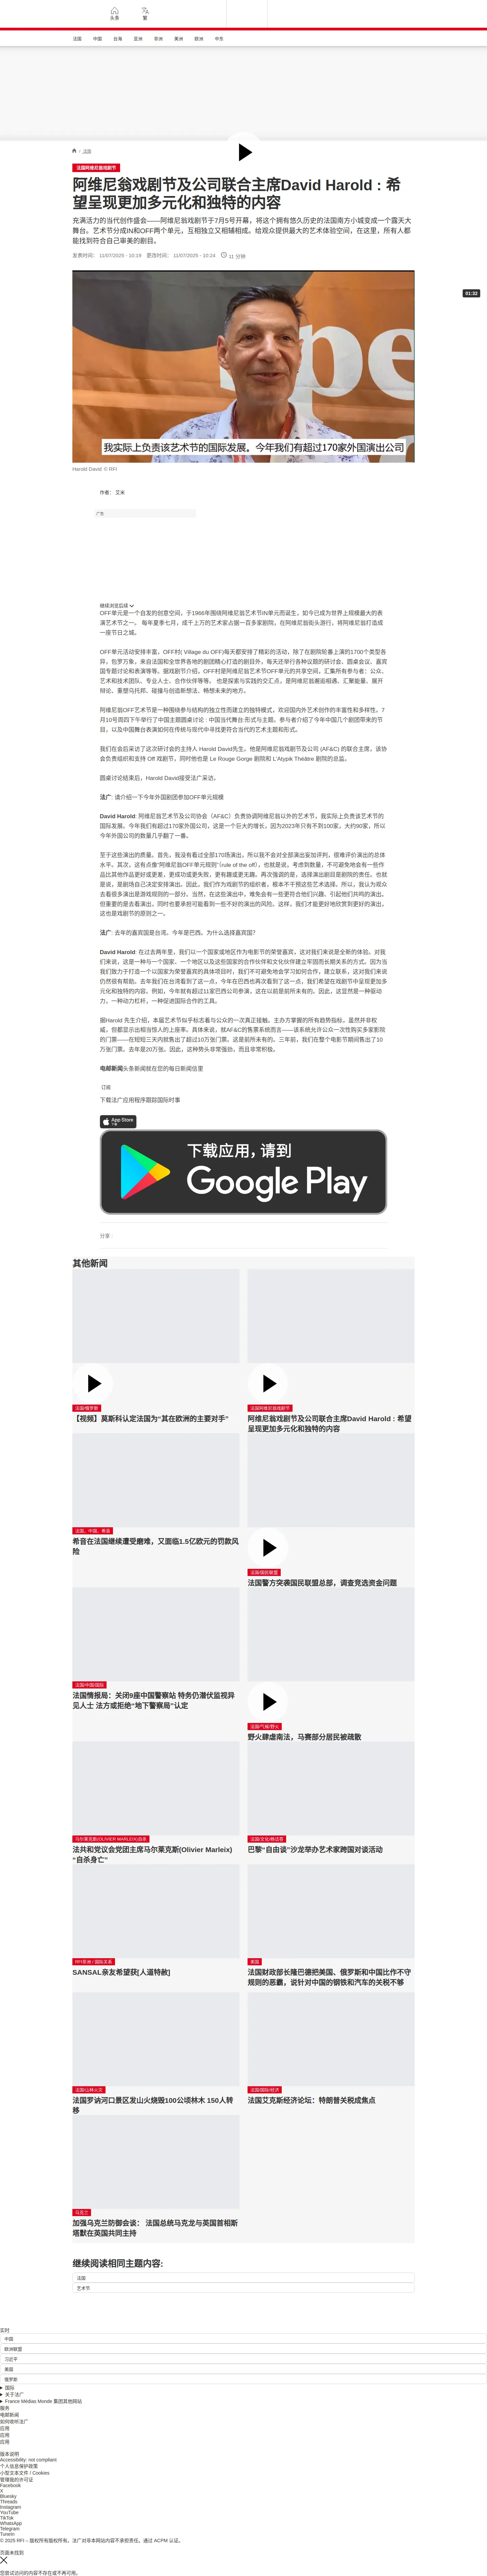 头条
繁
法国
中国
台海
亚洲
非洲
美洲
欧洲
中东
/ 法国
法国阿维尼翁戏剧节
阿维尼翁戏剧节及公司联合主席David Harold : 希
望呈现更加多元化和独特的内容
充满活力的当代创作盛会——阿维尼翁戏剧节于7月5号开幕，将这个拥有悠久历史的法国南方小城变成一个露天大
舞台。艺术节分成IN和OFF两个单元，互相独立又相辅相成。给观众提供最大的艺术体验空间，在这里，所有人都
能找到符合自己审美的剧目。
发表时间： 11/07/2025 - 10:19 更改时间： 11/07/2025 - 10:24 11 分钟
01:32
我实际上负责该艺术节的国际发展。今年我们有超过170家外国演出公司
Harold David © RFI
作者： 艾米
广告
继续浏览后续
OFF单元是一个自发的创意空间，于1966年围绕阿维尼翁艺术节IN单元而诞生，如今已成为世界上规模最大的表
演艺术节之一。 每年夏季七月，成千上万的艺术家占据一百多家剧院，在阿维尼翁街头游行，将阿维尼翁打造成
一座节日之城。
OFF单元活动安排丰富，OFF村( Village du OFF)每天都安排了精彩的活动，除了在剧院轮番上演的1700个类型各
异，包罗万象，来自法国和全世界各地的剧团精心打造的剧目外，每天还举行各种议题的研讨会、圆桌会议、嘉宾
国专题讨论和表演等等。据戏剧节介绍，OFF村是阿维尼翁艺术节OFF单元的共享空间，汇集所有参与者：公众、
艺术和技术团队、专业人士、合作伙伴等等。 也是探索与实践的交汇点，是阿维尼翁邂逅相遇、汇聚能量、展开
辩论、重塑乌托邦、碰撞与创造新想法、畅想未来的地方。
阿维尼翁OFF艺术节是一种围绕参与结构的独立性而建立的独特模式，欢迎国内外艺术创作的丰富性和多样性。7
月10号周四下午举行了中国主题圆桌讨论 : 中国当代舞台:形式与主题。参与者介绍了今年中国几个剧团带来的节
目，以及中国舞台表演如何在传统与现代中寻找更符合当代的艺术主题和形式。
我们在会后采访了这次研讨会的主持人 Harold David先生。他是阿维尼翁戏剧节及公司 (AF&C) 的联合主席，该协
会负责组织和支持 Off 戏剧节，同时他也是 Le Rouge Gorge 剧院和 L'Atypik Théâtre 剧院的总监。
圆桌讨论结束后，Harold David接受法广采访。
法广: 请介绍一下今年外国剧团参加OFF单元规模
David Harold: 阿维尼翁艺术节及公司协会（AF&C）负责协调阿维尼翁以外的艺术节，我实际上负责该艺术节的
国际发展。今年我们有超过170家外国公司，这是一个巨大的增长，因为2023年只有不到100家，大约90家，所以
今年外国公司的数量几乎翻了一番。
至于这些演出的质量。首先，我没有看过全部170场演出，所以我不会对全部演出妄加评判，很难评价演出的总体
水平。其次，这有点像"阿维尼翁OFF单元规则"(rule of the off)，也就是说，考虑到数量，不可避免地会有一些作
品比其他作品更好或更差，更成功或更失败，更有趣或更无趣。再次强调的是，选择演出剧目是剧院的责任，也就
是说，是剧场自己决定安排演出。因此，我们作为戏剧节的组织者，根本不干预这些艺术选择。所以，我认为观众
去看很多演出是游戏规则的一部分。当然，在这些演出中，难免会有一些更符合他们兴趣、引起他们共鸣的演出。
但重要的是去看演出，同时也要承担可能看到一些不好的演出的风险。这样，我们才能更好地欣赏到更好的演出，
这也是戏剧节的原则之一。
法广: 去年的嘉宾国是台湾、今年是巴西。为什么选择嘉宾国?
David Harold: 在过去两年里，我们以一个国家或地区作为电影节的荣誉嘉宾，这对我们来说是全新的体验。对我
们来说，这是一种与一个国家、一个地区以及这些国家的合作伙伴和文化伙伴建立长期关系的方式。因为当
我们致力于打造一个以国家为荣誉嘉宾的具体项目时，我们不可避免地会学习如何合作，建立联系，这对我们来说
仍然很有帮助。去年我们在台湾看到了这一点，今年在巴西也再次看到了这一点，我们希望在戏剧节中呈现更加多
元化和独特的内容。例如，今年就有超过11家巴西公司参演，这在以前是前所未有的。因此，这显然是一种驱动
力，一种动力杠杆，一种促进国际合作的工具。
据Harold 先生介绍，本届艺术节似乎标志着与公众的一次真正接触。主办方掌握的所有趋势指标，虽然并非权
威，但都显示出相当惊人的上座率。具体来说，就AF&C的售票系统而言——该系统允许公众一次性购买多家影院
的门票——在短短三天内就售出了超过10万张门票。这是前所未有的。三年前，我们在整个电影节期间售出了10
万张门票。去年是20万张。因此，这种势头非常强劲，而且非常积极。
电邮新闻头条新闻就在您的每日新闻信里
订阅
下载法广应用程序跟踪国际时事
App Store
下载
下载应用，请到
Google Play
分享 :
其他新闻
法国/俄罗斯
【视频】莫斯科认定法国为“其在欧洲的主要对手”
法国阿维尼翁戏剧节
阿维尼翁戏剧节及公司联合主席David Harold : 希望
呈现更加多元化和独特的内容
法国、中国、希音
希音在法国继续遭受磨难，又面临1.5亿欧元的罚款风
险
法国/国民联盟
法国警方突袭国民联盟总部，调查竞选资金问题
法国/中国/国际
法国情报局：关闭9座中国警察站 特务仍潜伏监视异
见人士 法方或拒绝“地下警察局”认定
法国/气候/野火
野火肆虐南法，马赛部分居民被疏散
马尔莱克斯(OLIVIER MARLEIX)自杀
法共和党议会党团主席马尔莱克斯(Olivier Marleix)
“自杀身亡”
法国/文化/杨话客
巴黎“自由谈”沙龙举办艺术家跨国对谈活动
RFI非洲 / 国际关系
SANSAL亲友希望获[人道特赦]
美国
法国财政部长隆巴德把美国、俄罗斯和中国比作不守
规则的恶霸，说针对中国的钢铁和汽车的关税不够
法国/山林火灾
法国罗讷河口景区发山火烧毁100公顷林木 150人转
移
法国/国际/经济
法国艾克斯经济论坛：特朗普关税成焦点
乌克兰
加强乌克兰防御会谈： 法国总统马克龙与英国首相斯
塔默在英国共同主持
继续阅读相同主题内容:
法国
艺术节
实时
中国
欧洲联盟
习近平
美国
俄罗斯
国际
关于法广
France Médias Monde 集团其他网站
服务
电邮新闻
如何收听法广
应用
应用
应用
版本说明
Accessibility: not compliant
个人信息保护政策
小型文本文件 / Cookies
管理我的许可证
Facebook
X
Bluesky
Threads
Instagram
YouTube
TikTok
WhatsApp
Telegram
TuneIn
© 2025 RFI – 版权所有版权所有。法广对非本网站内容不承担责任。通过 ACPM 认证。
页面未找到
您尝试访问的内容不存在或不再可用。